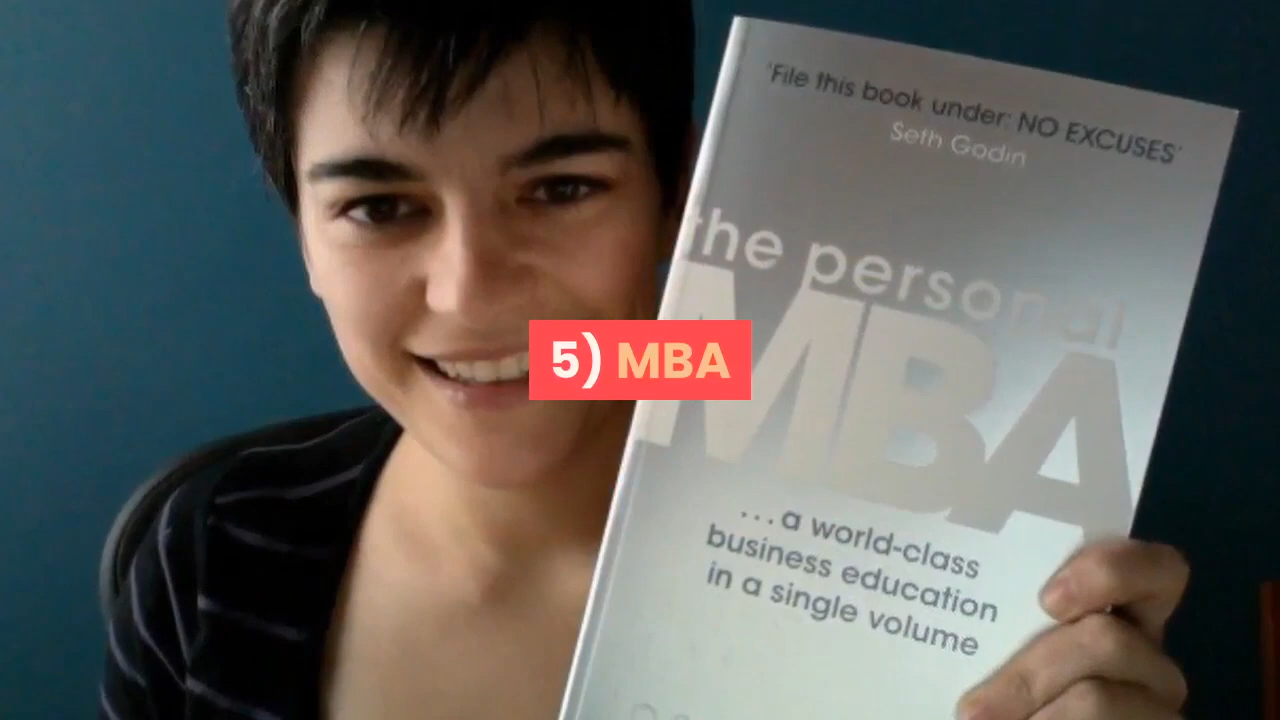 'File this book under: NO EXCUSES'
Seth Godin
the personal
MBA
5) MBA
...a world-class
business education
in a single volume